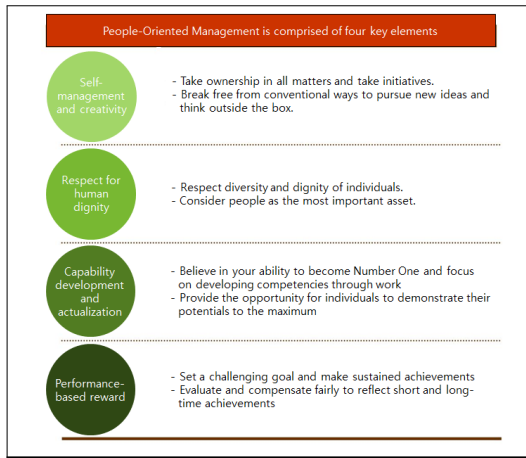 People-Oriented Management is comprised of four key elements
Self-
management
and creativity
- Take ownership in all matters and take initiatives.
- Break free from conventional ways to pursue new ideas and
think outside the box.
Respect for
human
dignity
- Respect diversity and dignity of individuals.
- Consider people as the most important asset.
Capability
development
and
actualization
- Believe in your ability to become Number One and focus
on developing competencies through work
- Provide the opportunity for individuals to demonstrate their
potentials to the maximum
Performance-
based reward
- Set a challenging goal and make sustained achievements
- Evaluate and compensate fairly to reflect short and long-
time achievements